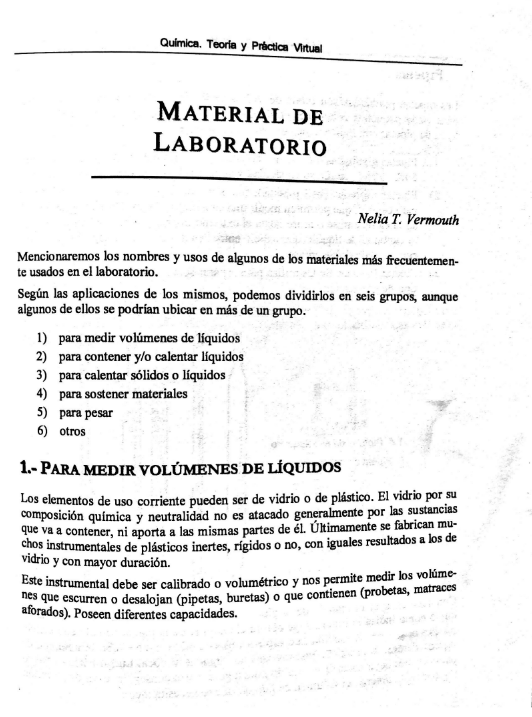 Química. Teoría y Práctica Virtual
MATERIAL DE
LABORATORIO
Nelia T. Vermouth
Mencionaremos los nombres y usos de algunos de los materiales más frecuentemen-
te usados en el laboratorio.
Según las aplicaciones de los mismos, podemos dividirlos en seis grupos, aunque
algunos de ellos se podrían ubicar en más de un grupo.
1) para medir volúmenes de líquidos
2) para contener y/o calentar líquidos
3) para calentar sólidos o líquidos
4) para sostener materiales
5) para pesar
6) otros
1.- PARA MEDIR VOLÚMENES DE LÍQUIDOS
Los elementos de uso corriente pueden ser de vidrio o de plástico. El vidrio por su
composición química y neutralidad no es atacado generalmente por las sustancias
que va a contener, ni aporta a las mismas partes de él. Últimamente se fabrican mu-
chos instrumentales de plásticos inertes, rígidos o no, con iguales resultados a los de
vidrio y con mayor duración.
Este instrumental debe ser calibrado o volumétrico y nos permite medir los volúme-
nes que escurren o desalojan (pipetas, buretas) o que contienen (probetas, matraces
aforados). Poseen diferentes capacidades.